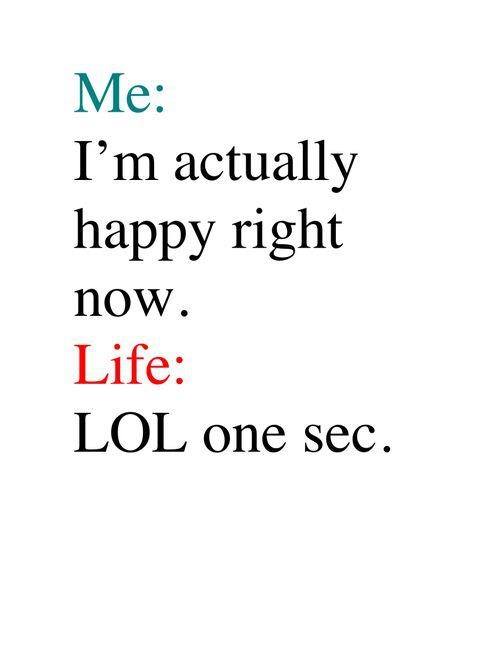 Me:
I’m actually
happy right
now.
Life:
LOL one sec.